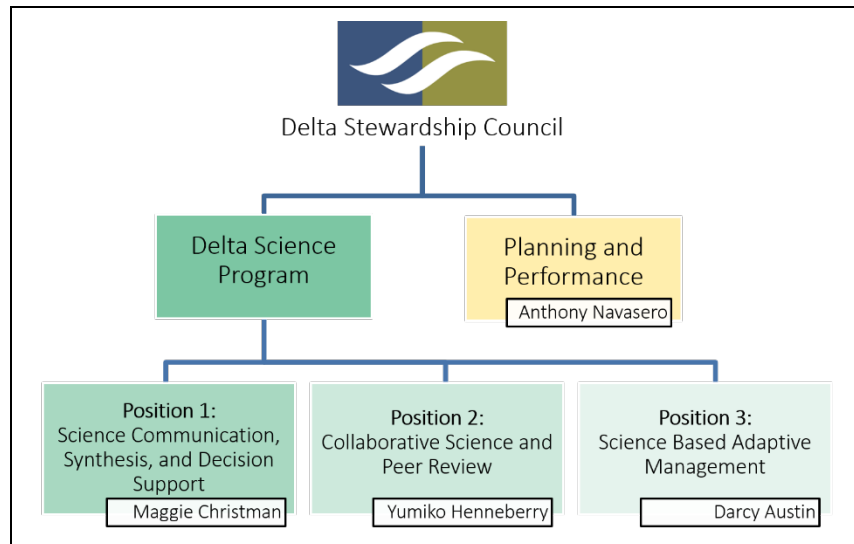 Delta Stewardship Council
Delta Science
Program
Planning and
Performance
Anthony Navasero
Position 1:
Science Communication,
Synthesis, and Decision
Support
Maggie Christman
Position 2:
Collaborative Science and
Peer Review
Yumiko Henneberry
Position 3:
Science Based Adaptive
Management
Darcy Austin